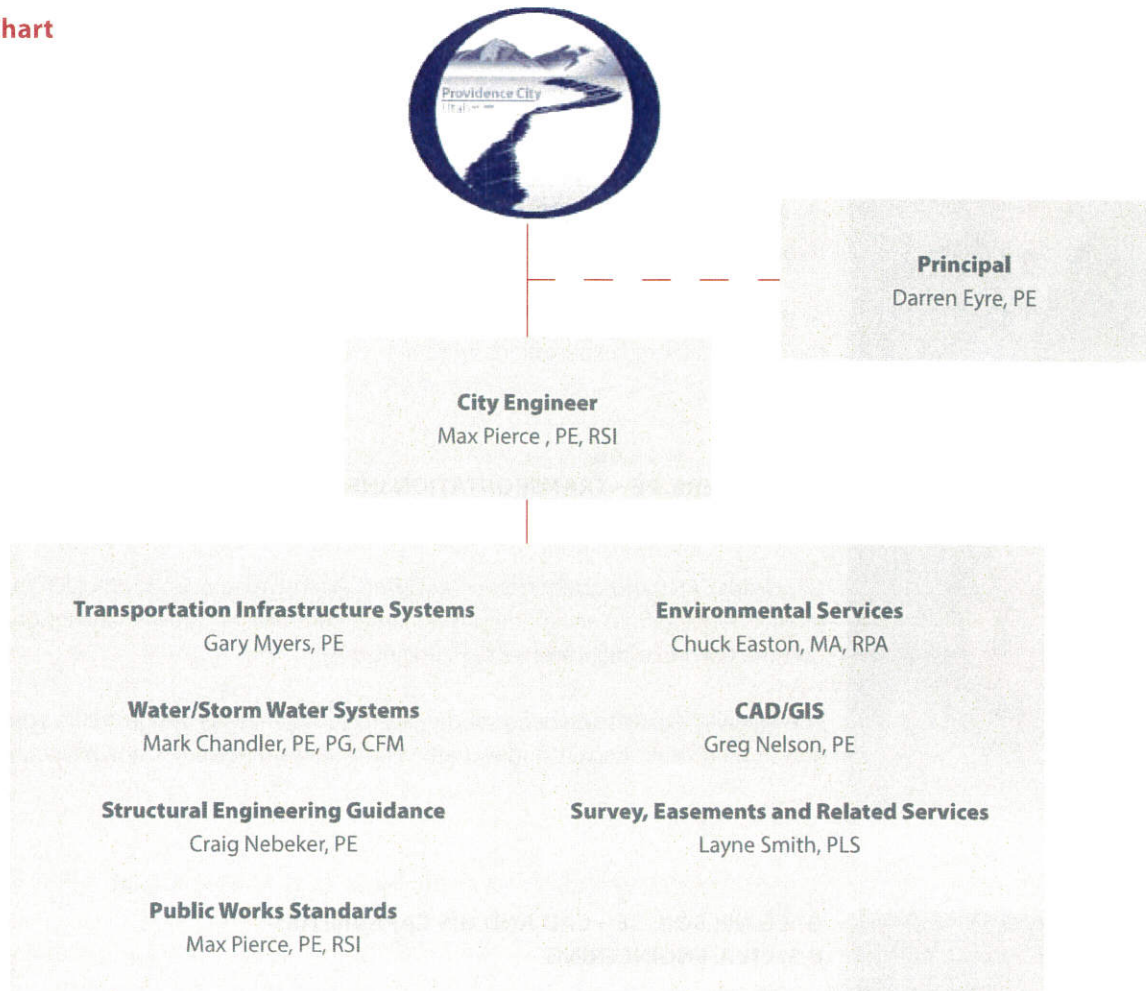 hart
Providence City
Principal
Darren Eyre, PE
City Engineer
Max Pierce , PE, RSI
Transportation Infrastructure Systems
Gary Myers, PE
Environmental Services
Chuck Easton, MA, RPA
Water/Storm Water Systems
Mark Chandler, PE, PG, CFM
CAD/GIS
Greg Nelson, PE
Structural Engineering Guidance
Craig Nebeker, PE
Survey, Easements and Related Services
Layne Smith, PLS
Public Works Standards
Max Pierce, PE, RSI